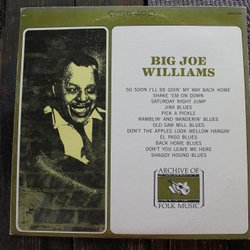 STEREO
BIG JOE
WILLIAMS
SO SOON I'LL BE GOIN' MY WAY BACK HOME
SHAKE 'EM ON DOWN
SATURDAY NIGHT JUMP
JINX BLUES
PICK A PICKLE
RAMBLIN' AND WANDERIN' BLUES
OLD SAW MILL BLUES
DON'T THE APPLES LOOK MELLOW HANGIN'
EL PASO BLUES
BACK HOME BLUES
DON'T YOU LEAVE ME HERE
SHAGGY HOUND BLUES
ARCHIVE OF
FOLK MUSIC